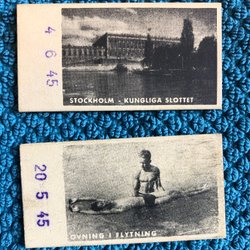 4 6 45
STOCKHOLM - KUNGLIGA SLOTTET
20 5 45
ÖVNING I FLYTNING